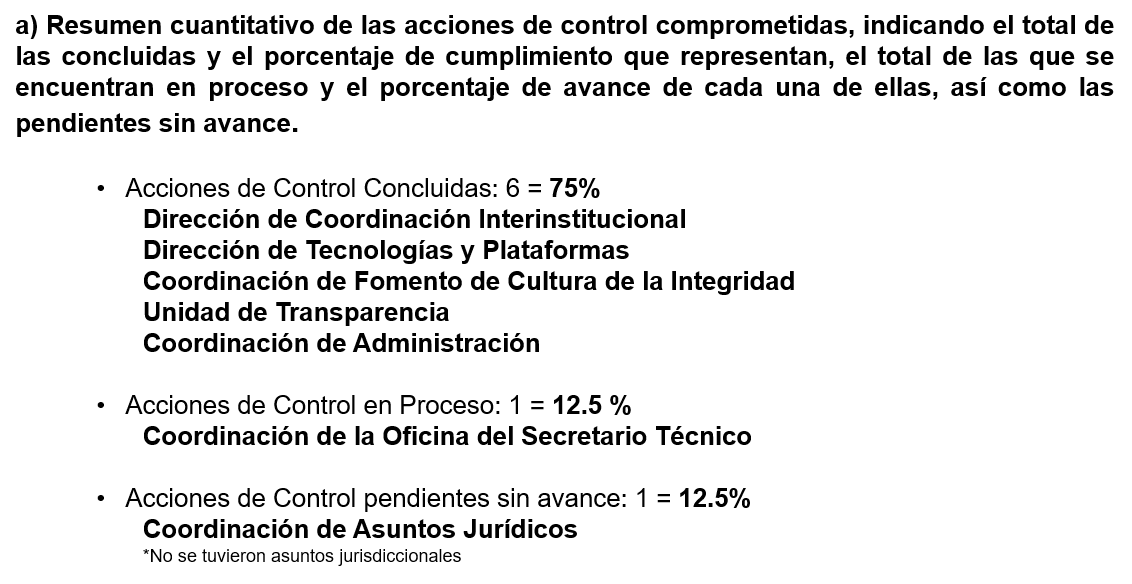 a) Resumen cuantitativo de las acciones de control comprometidas, indicando el total de
las concluidas y el porcentaje de cumplimiento que representan, el total de las que se
encuentran en proceso y el porcentaje de avance de cada una de ellas, así como las
pendientes sin avance.
• Acciones de Control Concluidas: 6 = 75%
Dirección de Coordinación Interinstitucional
Dirección de Tecnologías y Plataformas
Coordinación de Fomento de Cultura de la Integridad
Unidad de Transparencia
Coordinación de Administración
• Acciones de Control en Proceso: 1 = 12.5 %
Coordinación de la Oficina del Secretario Técnico
• Acciones de Control pendientes sin avance: 1 = 12.5%
Coordinación de Asuntos Jurídicos
*No se tuvieron asuntos jurisdiccionales